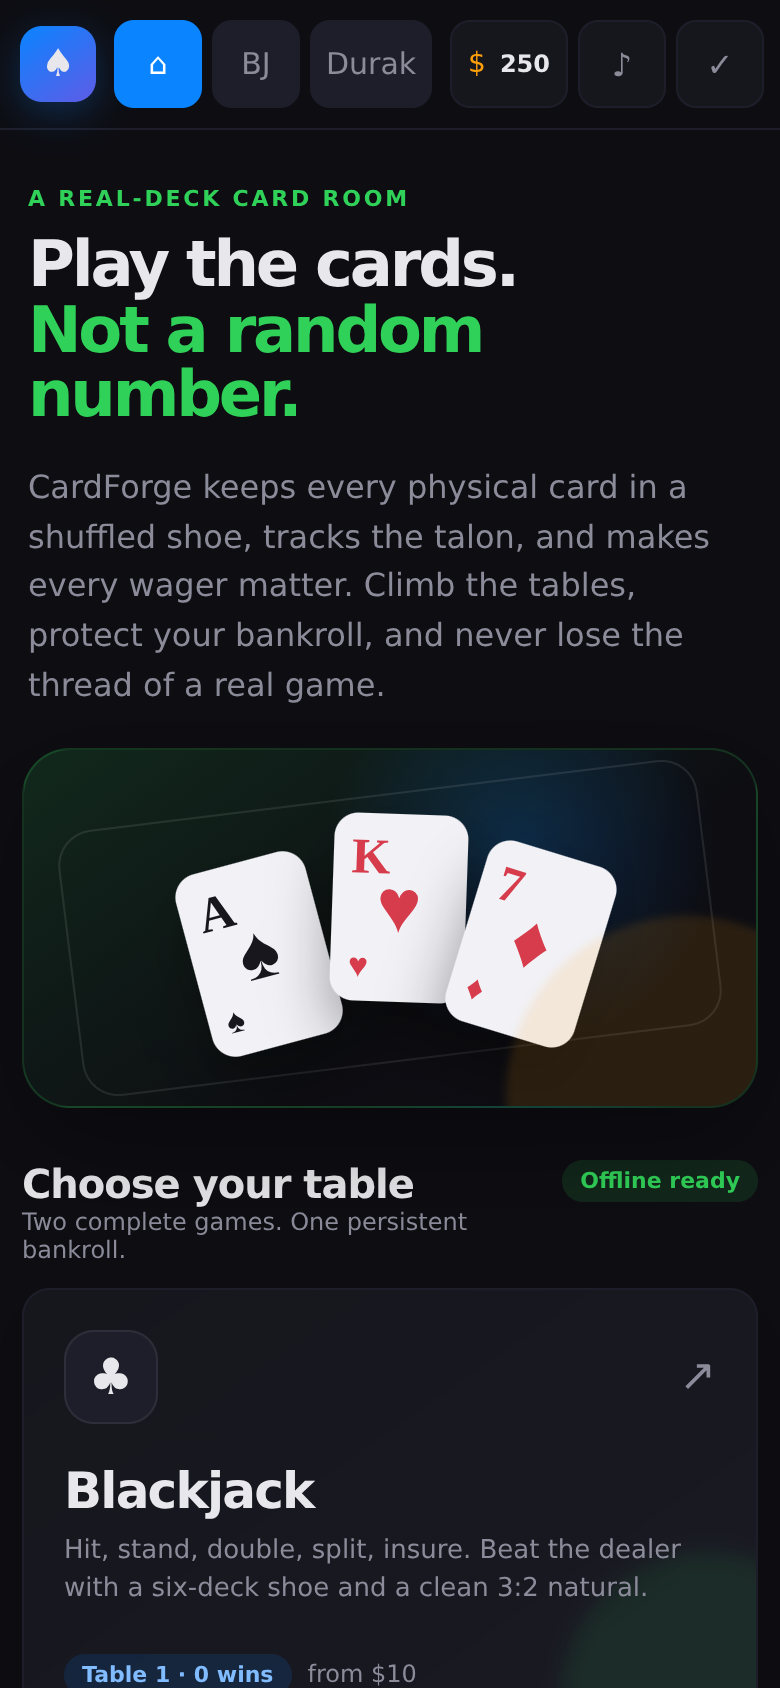 BJ
Durak
$ 250
A REAL-DECK CARD ROOM
Play the cards.
Not a random
number.
CardForge keeps every physical card in a
shuffled shoe, tracks the talon, and makes
every wager matter. Climb the tables,
protect your bankroll, and never lose the
thread of a real game.
A
K
7
Choose your table
Offline ready
Two complete games. One persistent
bankroll.
Blackjack
Hit, stand, double, split, insure. Beat the dealer
with a six-deck shoe and a clean 3:2 natural.
Table 1 · 0 wins
from $10